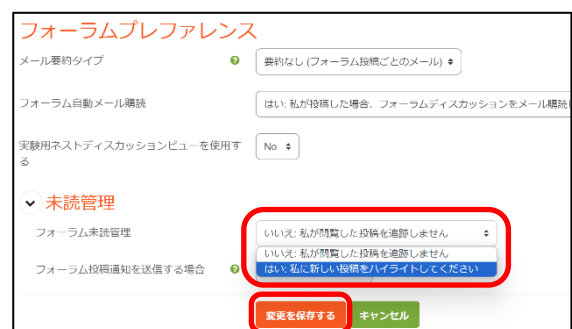 フォーラムプレファレンス
メール要約タイプ
要約なし (フォーラム投稿ごとのメール)
フォーラム自動メール購読
はい: 私が投稿した場合、フォーラムディスカッションをメール購読し
実験用ネストディスカッションビューを使用す
る
No
未読管理
フォーラム未読管理
いいえ: 私が閲覧した投稿を追跡しません
いいえ: 私が閲覧した投稿を追跡しません
はい: 私に新しい投稿をハイライトしてください
フォーラム投稿通知を送信する場合
変更を保存する
キャンセル